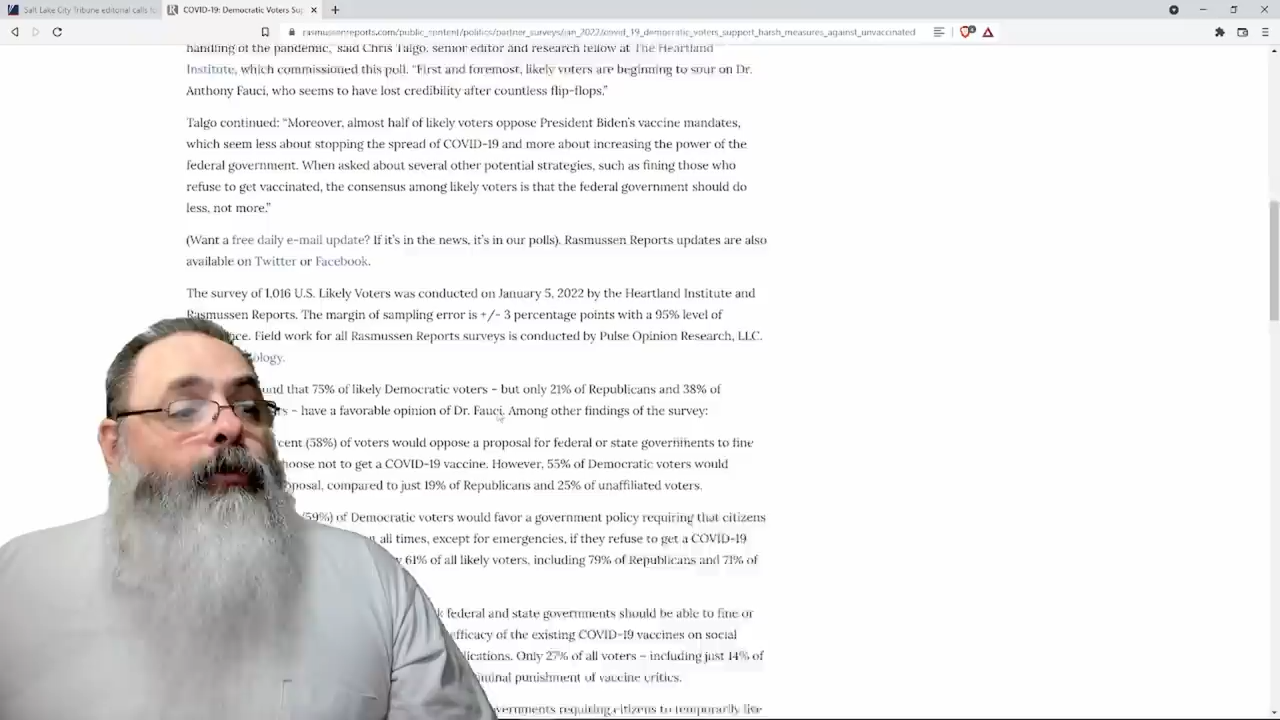 Salt Lake City Tribune editorial calls fo
COVID-19: Democratic Voters Sup
rasmussenreports.com/public_content/politics/partner_surveys/jan_2022/covid_19_democratic_voters_support_harsh_measures_against_unvaccinated
handling of the pandemic," said Chris Talgo, senior editor and research fellow at The Heartland
Institute, which commissioned this poll. "First and foremost, likely voters are beginning to sour on Dr.
Anthony Fauci, who seems to have lost credibility after countless flip-flops."
Talgo continued: "Moreover, almost half of likely voters oppose President Biden's vaccine mandates,
which seem less about stopping the spread of COVID-19 and more about increasing the power of the
federal government. When asked about several other potential strategies, such as fining those who
refuse to get vaccinated, the consensus among likely voters is that the federal government should do
less, not more."
(Want a free daily e-mail update? If it's in the news, it's in our polls). Rasmussen Reports updates are also
available on Twitter or Facebook.
The survey of 1,016 U.S. Likely Voters was conducted on January 5, 2022 by the Heartland Institute and
Rasmussen Reports. The margin of sampling error is +/- 3 percentage points with a 95% level of
nce. Field work for all Rasmussen Reports surveys is conducted by Pulse Opinion Research, LLC.
ology.
nd that 75% of likely Democratic voters – but only 21% of Republicans and 38% of
rs – have a favorable opinion of Dr. Fauci. Among other findings of the survey:
cent (58%) of voters would oppose a proposal for federal or state governments to fine
hoose not to get a COVID-19 vaccine. However, 55% of Democratic voters would
posal, compared to just 19% of Republicans and 25% of unaffiliated voters.
(59%) of Democratic voters would favor a government policy requiring that citizens
all times, except for emergencies, if they refuse to get a COVID-19
y 61% of all likely voters, including 79% of Republicans and 71% of
k federal and state governments should be able to fine or
efficacy of the existing COVID-19 vaccines on social
lications. Only 27% of all voters – including just 14% of
minal punishment of vaccine critics.
ernments requiring citizens to temporarily live